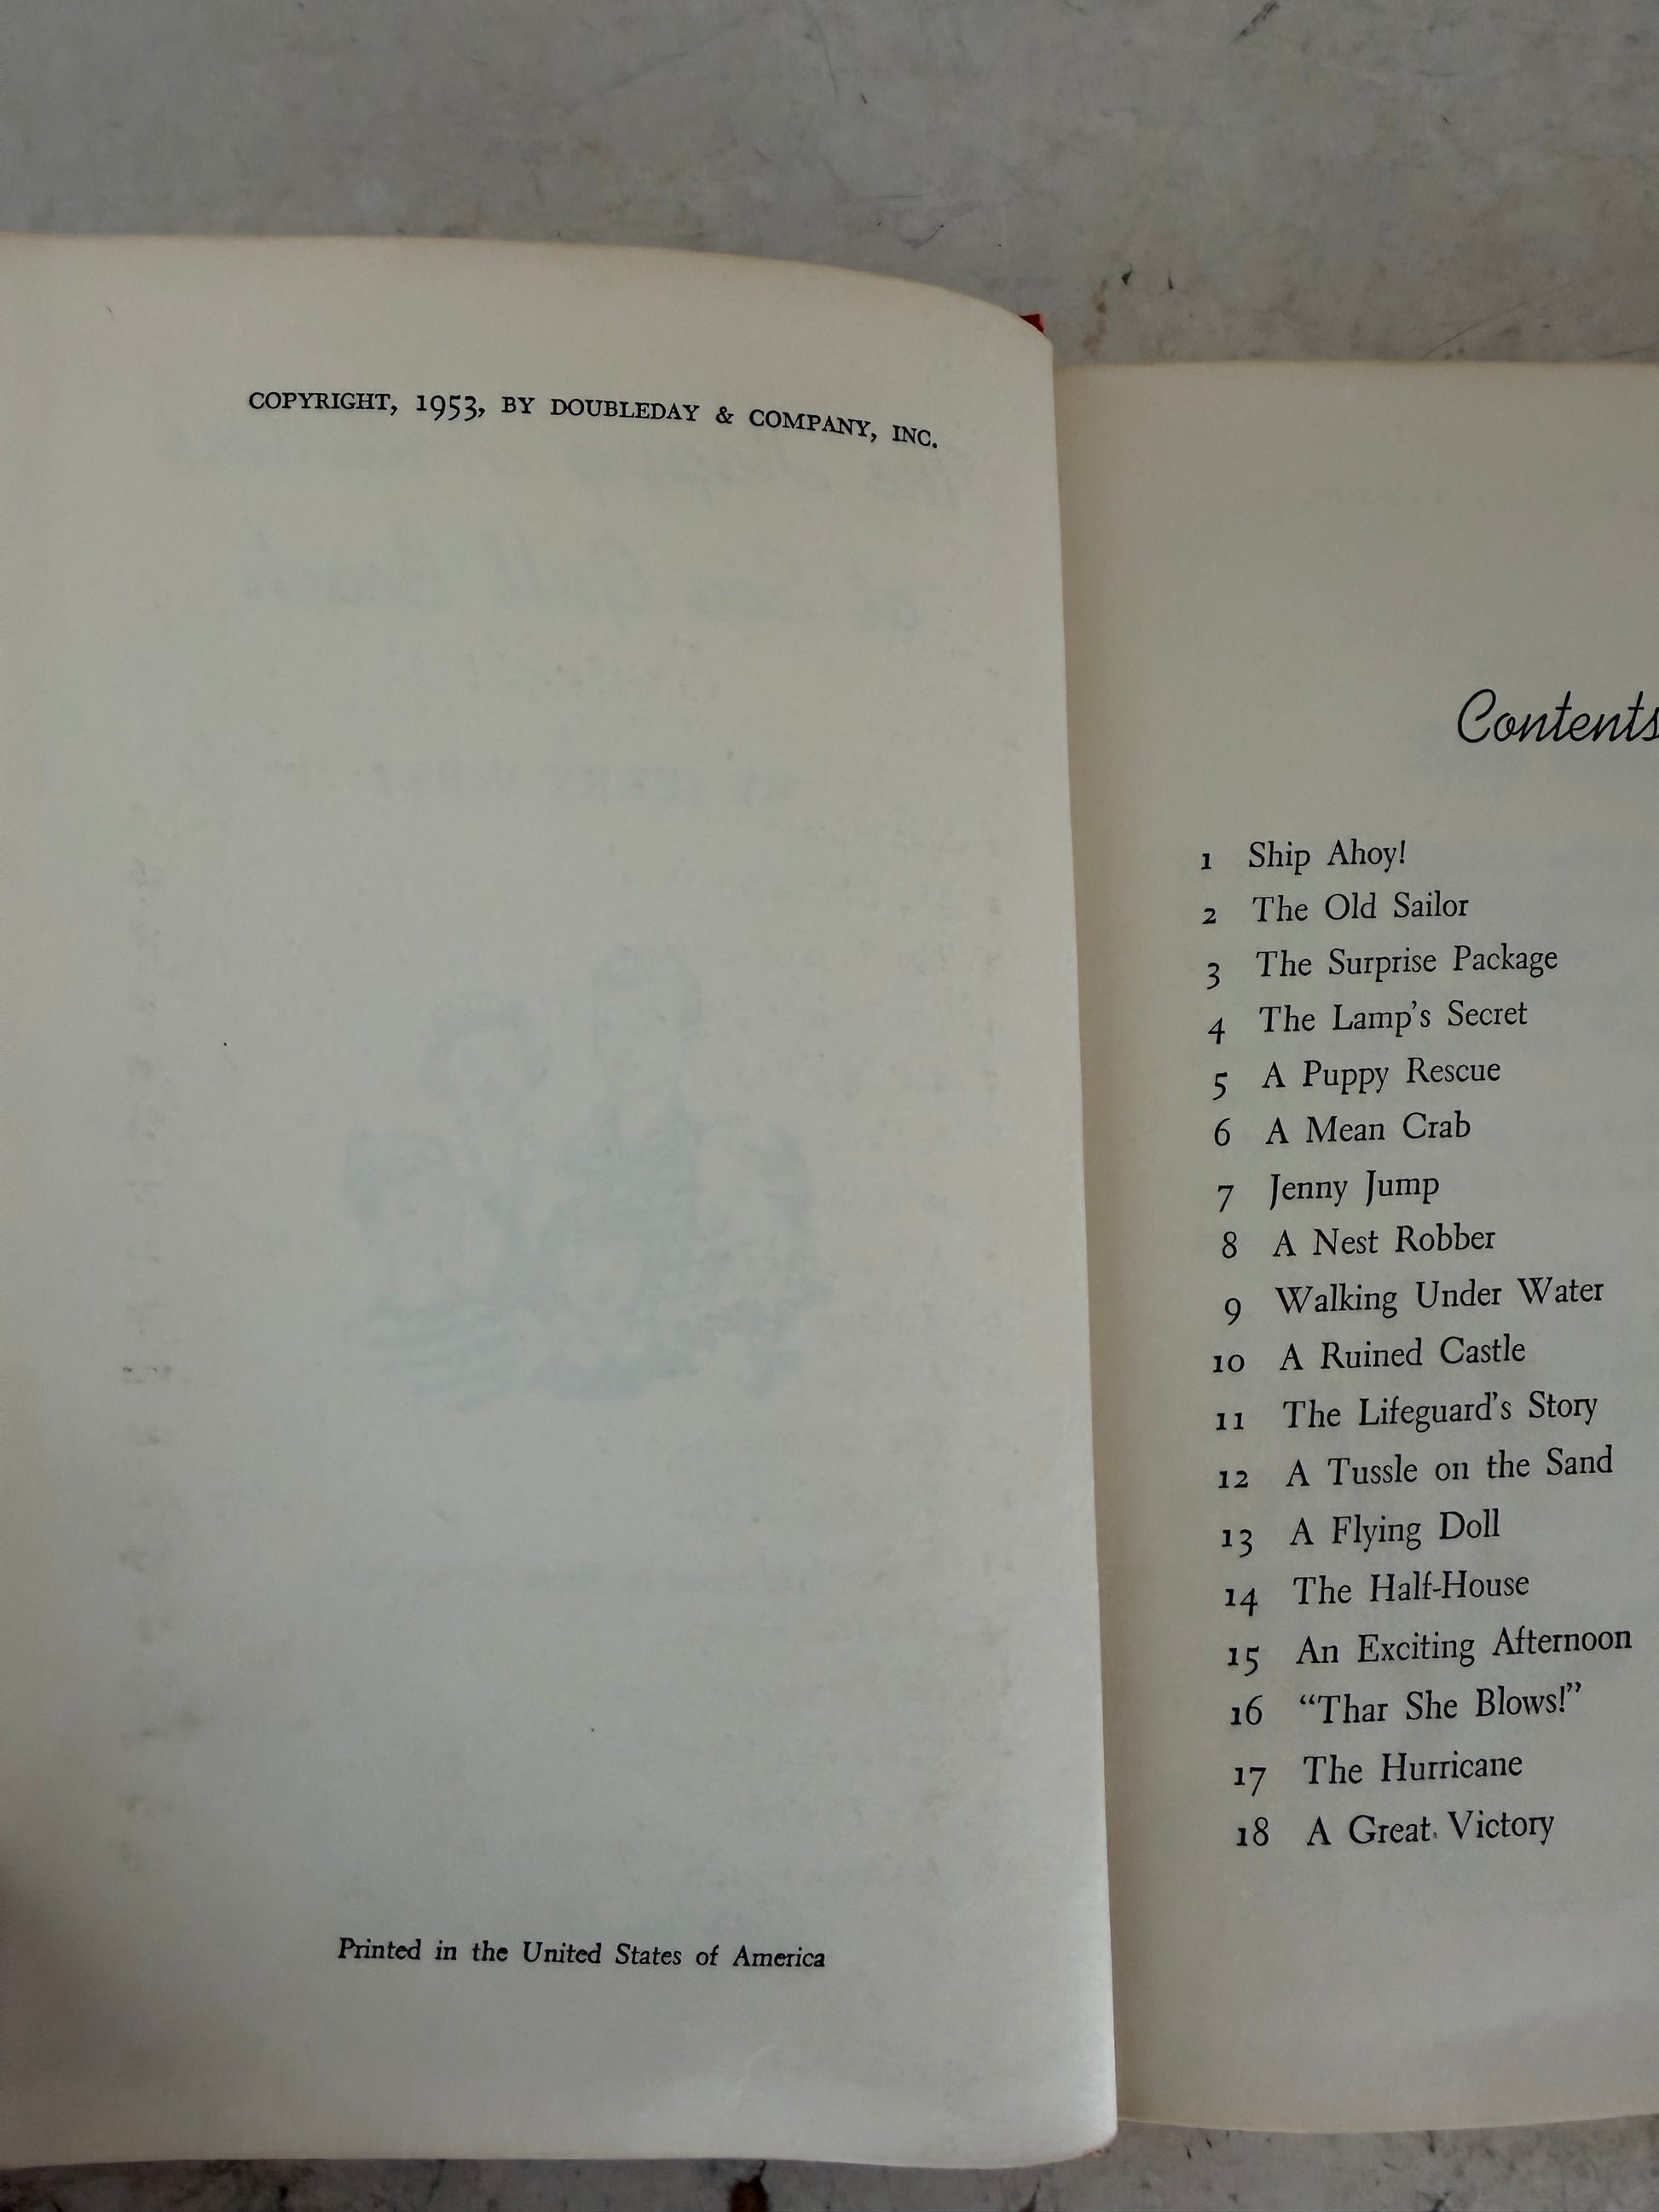 COPYRIGHT, 1953, BY DOUBLEDAY & COMPANY, INC.
Printed in the United States of America
Contents
1 Ship Ahoy!
2 The Old Sailor
3 The Surprise Package
4 The Lamp's Secret
5 A Puppy Rescue
6 A Mean Crab
7 Jenny Jump
8 A Nest Robber
9 Walking Under Water
10 A Ruined Castle
11 The Lifeguard's Story
12 A Tussle on the Sand
13 A Flying Doll
14 The Half-House
15 An Exciting Afternoon
16 “Thar She Blows!”
17 The Hurricane
18 A Great Victory